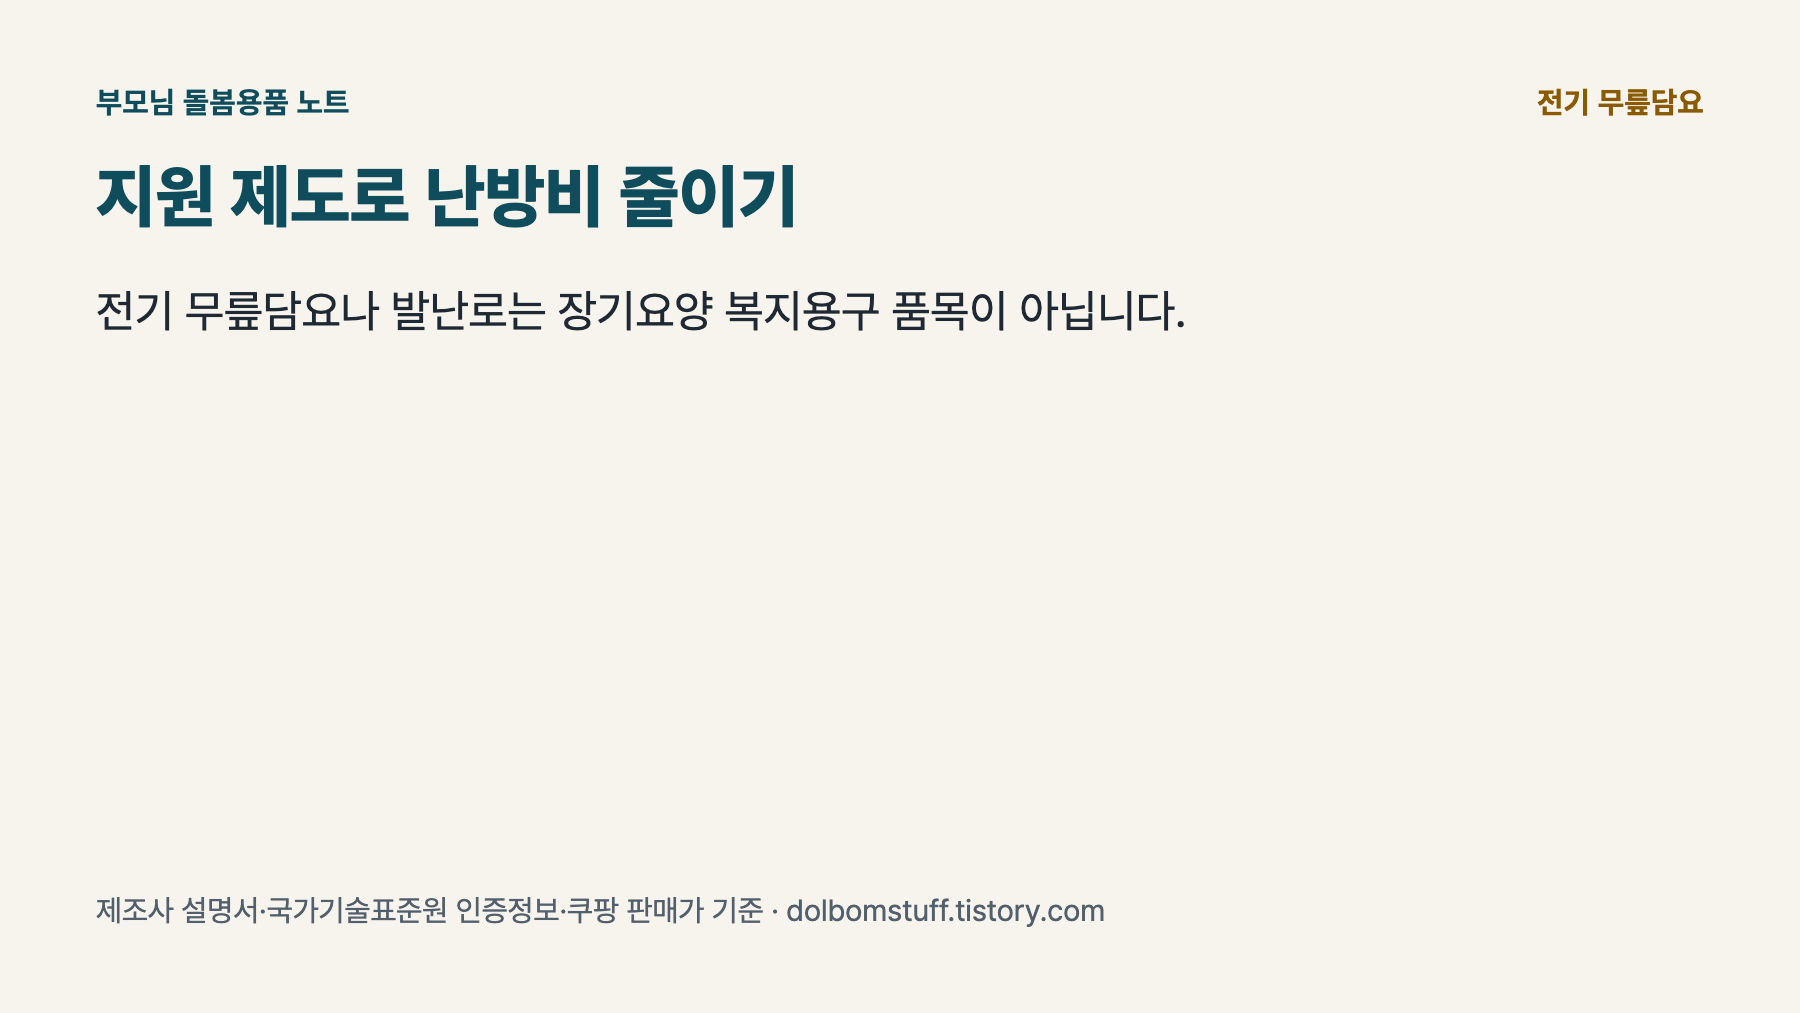 부모님 돌봄용품 노트
전기 무릎담요
지원 제도로 난방비 줄이기
전기 무릎담요나 발난로는 장기요양 복지용구 품목이 아닙니다.
제조사 설명서·국가기술표준원 인증정보·쿠팡 판매가 기준 · dolbomstuff.tistory.com